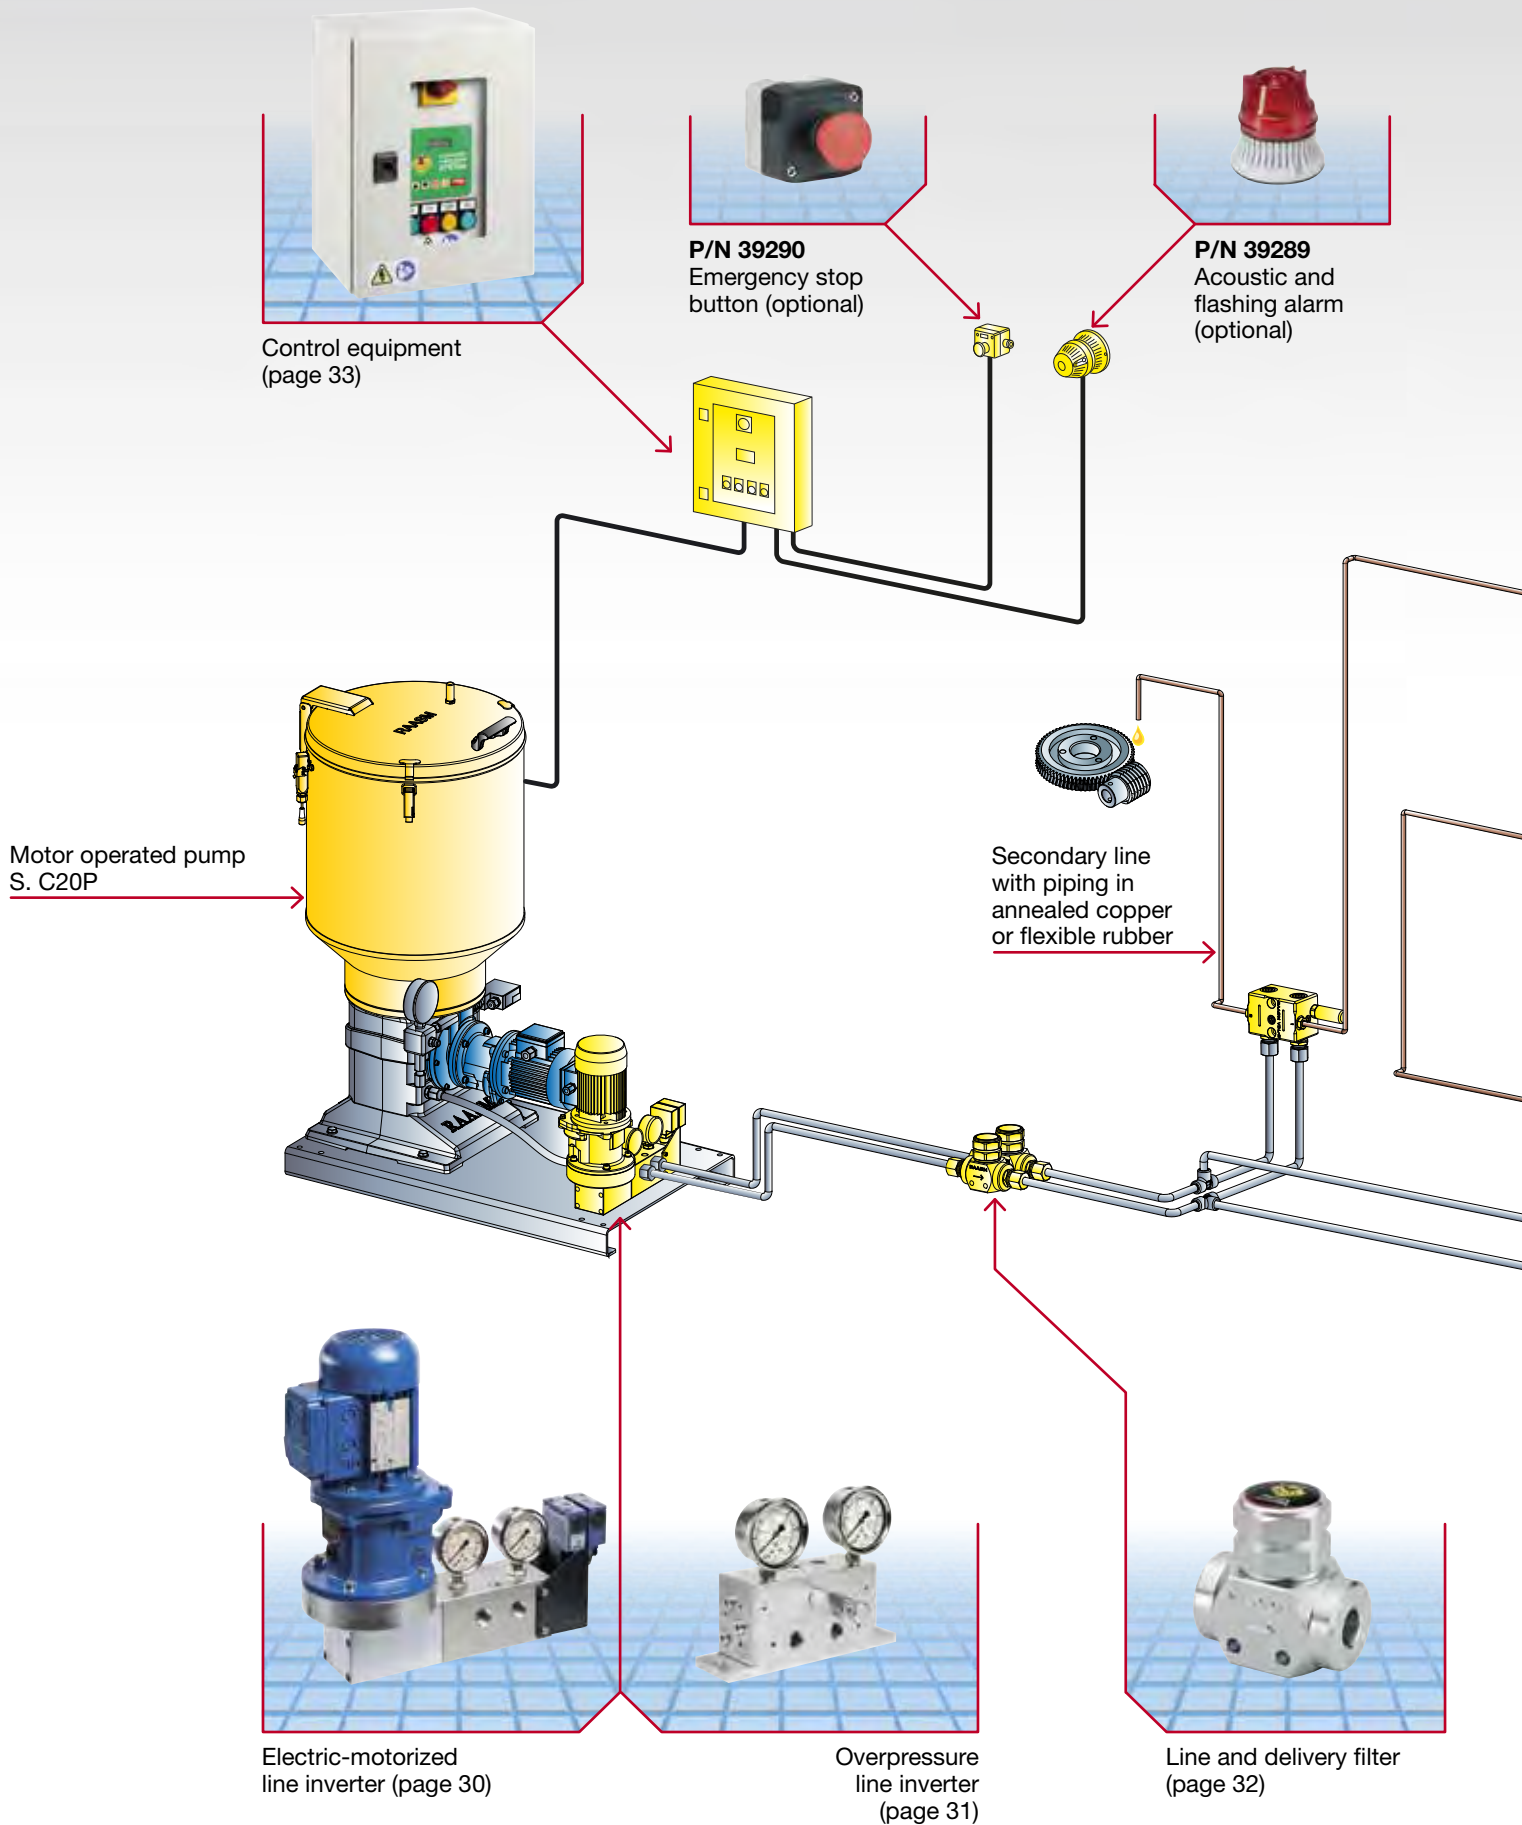 P/N 39290
Emergency stop
button (optional)
P/N 39289
Acoustic and
flashing alarm
(optional)
Control equipment
(page 33)
RAASM
Motor operated pump
S. C20P
Secondary line
with piping in
annealed copper
or flexible rubber
RAASM
Electric-motorized
line inverter (page 30)
Overpressure
line inverter
(page 31)
Line and delivery filter
(page 32)